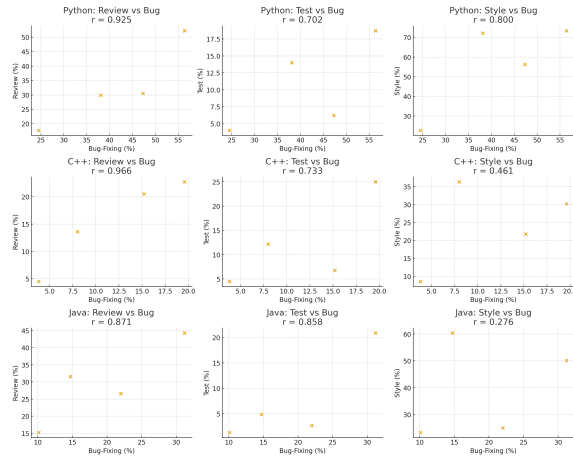 Python: Review vs Bug
r = 0.925
Review (%)
50
45
40
35
30
25
20
25 30 35 40 45 50 55
Bug-Fixing (%)
Python: Test vs Bug
r = 0.702
Test (%)
17.5
15.0
12.5
10.0
7.5
5.0
25 30 35 40 45 50 55
Bug-Fixing (%)
Python: Style vs Bug
r = 0.800
Style (%)
70
60
50
40
30
25 30 35 40 45 50 55
Bug-Fixing (%)
C++: Review vs Bug
r = 0.966
Review (%)
20
15
10
5
5.0 7.5 10.0 12.5 15.0 17.5 20.0
Bug-Fixing (%)
C++: Test vs Bug
r = 0.733
Test (%)
25
20
15
10
5
5.0 7.5 10.0 12.5 15.0 17.5 20.0
Bug-Fixing (%)
C++: Style vs Bug
r = 0.461
Style (%)
35
30
25
20
15
10
5.0 7.5 10.0 12.5 15.0 17.5 20.0
Bug-Fixing (%)
Java: Review vs Bug
r = 0.871
Review (%)
45
40
35
30
25
20
15
10 15 20 25 30
Bug-Fixing (%)
Java: Test vs Bug
r = 0.858
Test (%)
20
15
10
5
10 15 20 25 30
Bug-Fixing (%)
Java: Style vs Bug
r = 0.276
Style (%)
60
50
40
30
10 15 20 25 30
Bug-Fixing (%)